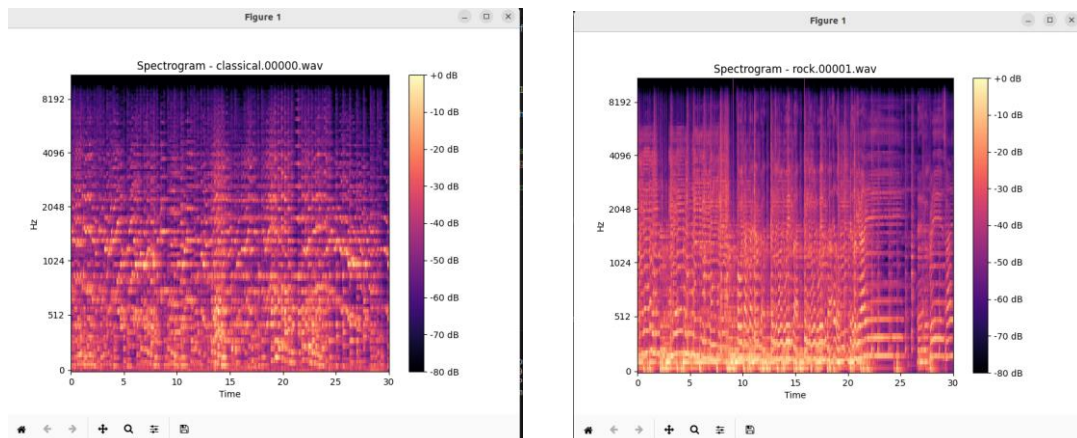 Figure 1
Spectrogram - classical.00000.wav
8192
4096
2048
1024
512
0
Hz
0 5 10 15 20 25 30
Time
+0 dB
-10 dB
-20 dB
-30 dB
-40 dB
-50 dB
-60 dB
-70 dB
-80 dB
Figure 1
Spectrogram - rock.00001.wav
8192
4096
2048
1024
512
0
Hz
0 5 10 15 20 25 30
Time
+0 dB
-10 dB
-20 dB
-30 dB
-40 dB
-50 dB
-60 dB
-70 dB
-80 dB